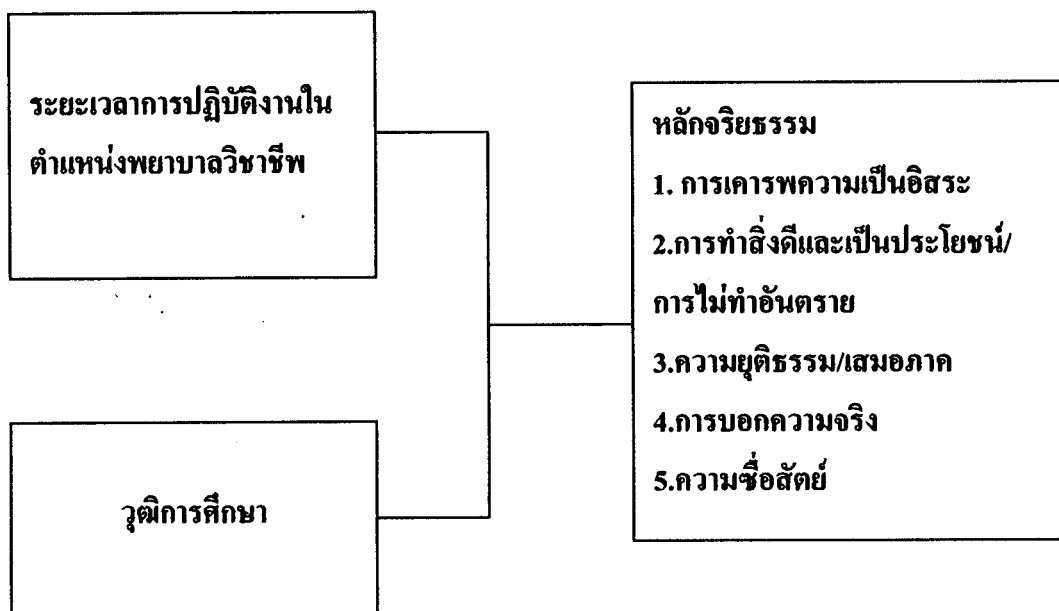 ระยะเวลาการปฏิบัติงานใน
ตำแหน่งพยาบาลวิชาชีพ
วุฒิการศึกษา
หลักจริยธรรม
1. การเคารพความเป็นอิสระ
2.การทำสิ่งดีและเป็นประโยชน์/
การไม่ทำอันตราย
3.ความยุติธรรม/เสมอภาค
4.การบอกความจริง
5.ความซื่อสัตย์